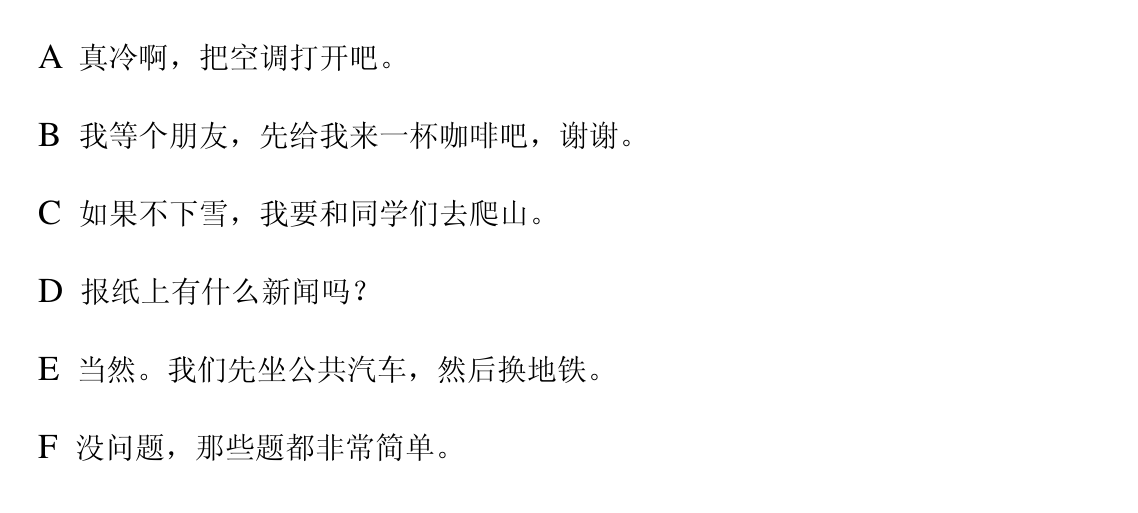 A 真冷啊，把空调打开吧。
B 我等个朋友，先给我来一杯咖啡吧，谢谢。
C 如果不下雪，我要和同学们去爬山。
D 报纸上有什么新闻吗？
E 当然。我们先坐公共汽车，然后换地铁。
F 没问题，那些题都非常简单。